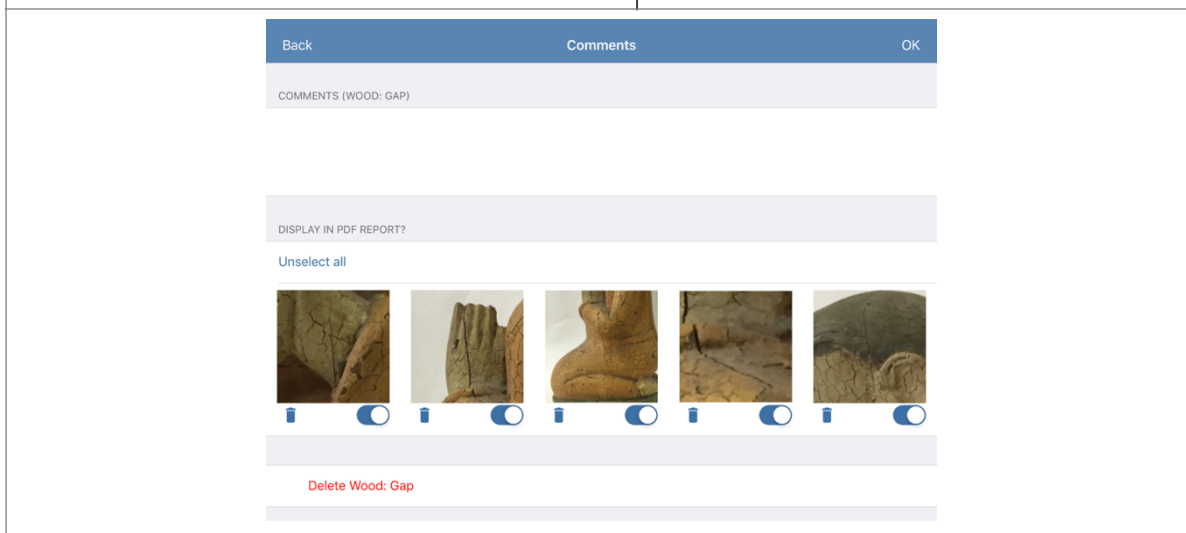 Back Comments OK
COMMENTS (WOOD: GAP)
DISPLAY IN PDF REPORT?
Unselect all
Delete Wood: Gap